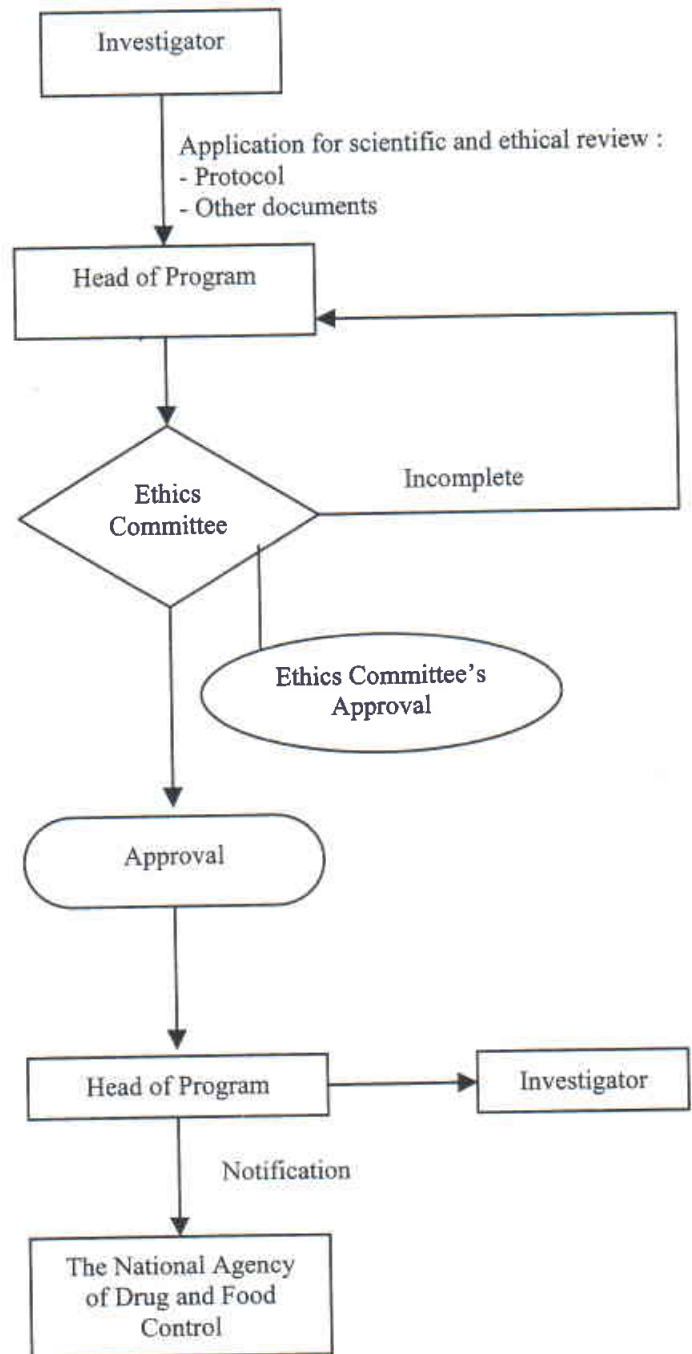 Investigator
Application for scientific and ethical review :
- Protocol
- Other documents
Head of Program
Incomplete
Ethics
Committee
Ethics Committee's
Approval
Approval
Head of Program
Investigator
Notification
The National Agency
of Drug and Food
Control